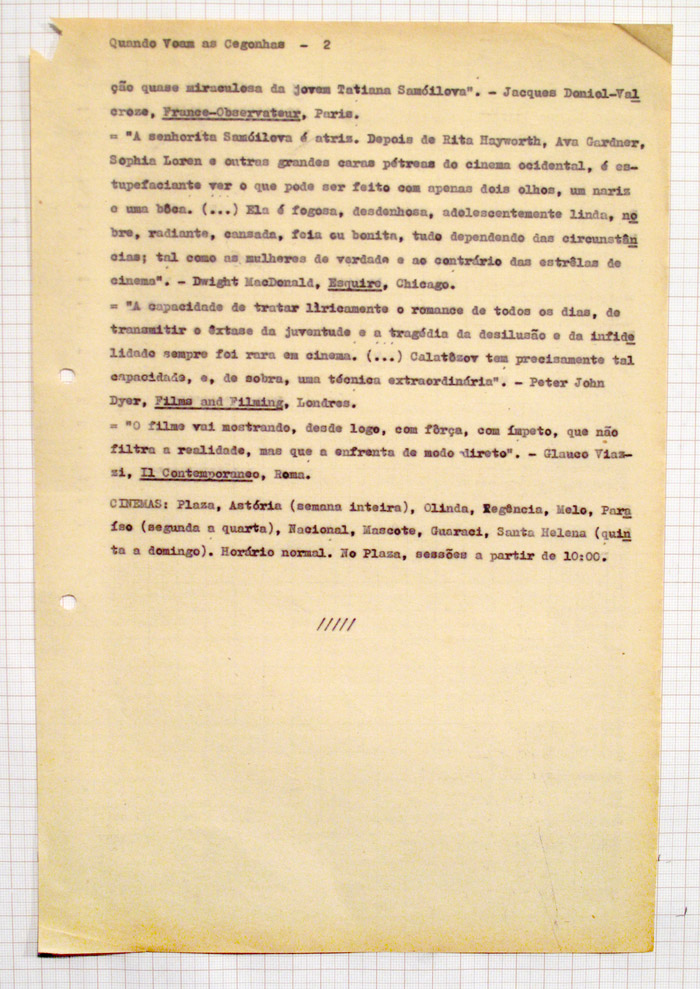 Quando Voam as Cegonhas - 2
ção quase miraculosa da jovem Tatiana Samóilova". - Jacques Doniol-Val
croze, France-Observateur, Paris.
= "A senhorita Samóilova é atriz. Depois de Rita Hayworth, Ava Gardner,
Sophia Loren e outras grandes caras pétreas do cinema ocidental, é es-
tupefaciante ver o que pode ser feito com apenas dois olhos, um nariz
e uma bôca. (...) Ela é fogosa, desdenhosa, adolescentemente linda, no
bre, radiante, cansada, feia ou bonita, tudo dependendo das circunstân
cias; tal como as mulheres de verdade e ao contrário das estrêlas de
cinema". - Dwight MacDonald, Esquire, Chicago.
= "A capacidade de tratar lìricamente o romance de todos os dias, de
transmitir o êxtase da juventude e a tragédia da desilusão e da infide
lidade sempre foi rara em cinema. (...) Calatôzov tem precisamente tal
capacidade, e, de sobra, uma técnica extraordinária". - Peter John
Dyer, Films and Filming, Londres.
= "O filme vai mostrando, desde logo, com fôrça, com ímpeto, que não
filtra a realidade, mas que a enfrenta de modo direto". - Glauco Viaz-
zi, Il Contemporaneo, Roma.
CINEMAS: Plaza, Astória (semana inteira), Olinda, Regência, Melo, Para
íso (segunda a quarta), Nacional, Mascote, Guaraci, Santa Helena (quin
ta a domingo). Horário normal. No Plaza, sessões a partir de 10:00.
/////